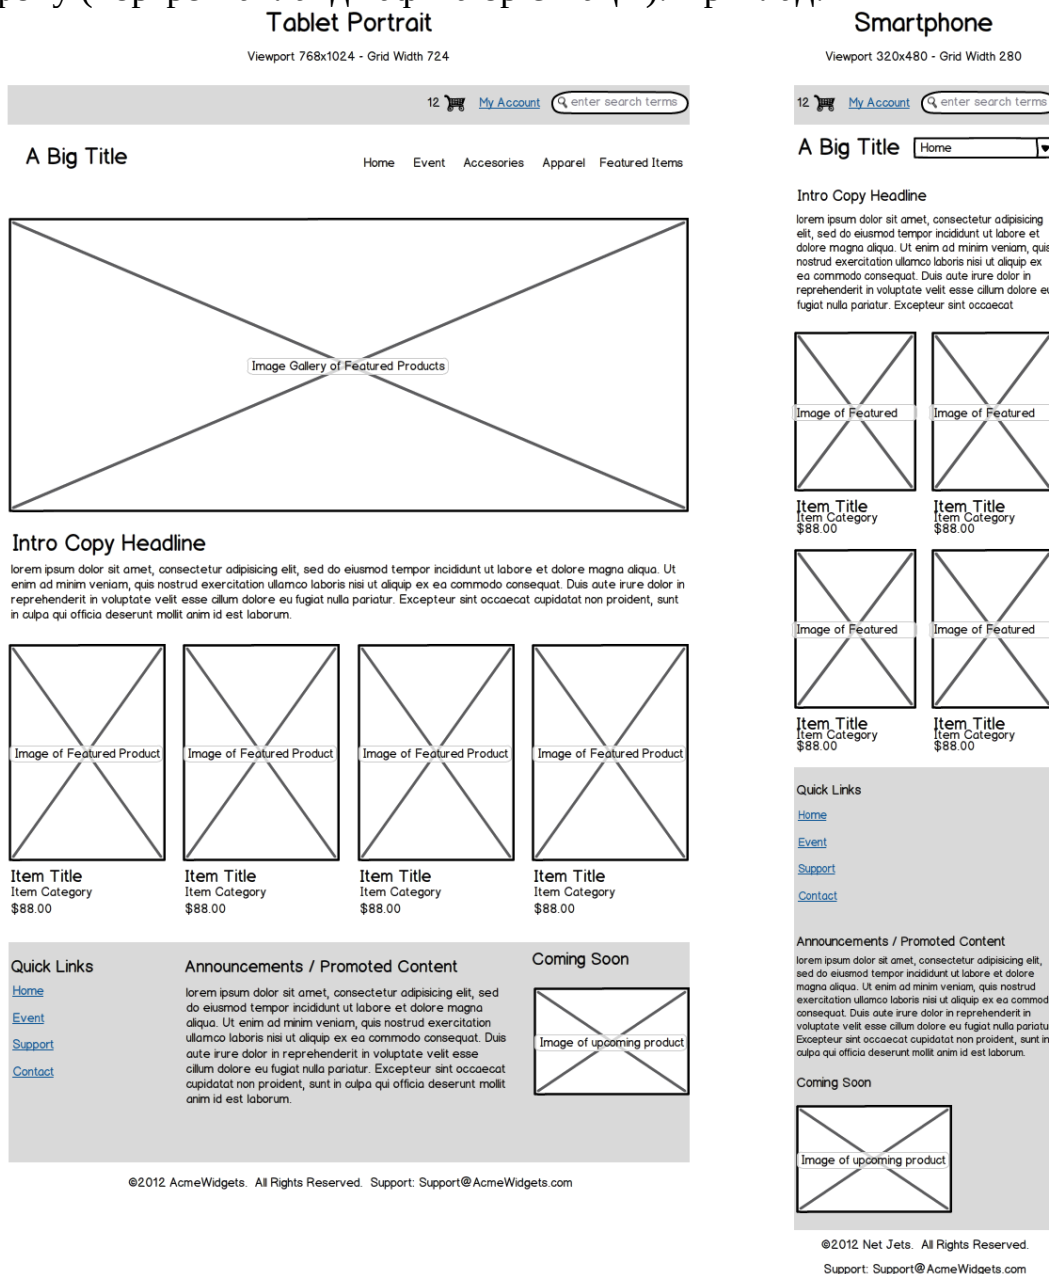 Tablet Portrait
Viewport 768x1024 - Grid Width 724
12 My Account enter search terms
A Big Title
Home Event Accesories Apparel Featured Items
Image Gallery of Featured Products
Intro Copy Headline
lorem ipsum dolor sit amet, consectetur adipisicing elit, sed do eiusmod tempor incididunt ut labore et dolore magna aliqua. Ut
enim ad minim veniam, quis nostrud exercitation ullamco laboris nisi ut aliquip ex ea commodo consequat. Duis aute irure dolor in
reprehenderit in voluptate velit esse cillum dolore eu fugiat nulla pariatur. Excepteur sint occaecat cupidatat non proident, sunt
in culpa qui officia deserunt mollit anim id est laborum.
Image of Featured Product Image of Featured Product Image of Featured Product Image of Featured Product
Item Title Item Title Item Title Item Title
Item Category Item Category Item Category Item Category
$88.00 $88.00 $88.00 $88.00
Quick Links
Home
Event
Support
Contact
Announcements / Promoted Content
lorem ipsum dolor sit amet, consectetur adipisicing elit, sed
do eiusmod tempor incididunt ut labore et dolore magna
aliqua. Ut enim ad minim veniam, quis nostrud exercitation
ullamco laboris nisi ut aliquip ex ea commodo consequat. Duis
aute irure dolor in reprehenderit in voluptate velit esse
cillum dolore eu fugiat nulla pariatur. Excepteur sint occaecat
cupidatat non proident, sunt in culpa qui officia deserunt mollit
anim id est laborum.
Coming Soon
Image of upcoming product
©2012 AcmeWidgets. All Rights Reserved. Support: Support@AcmeWidgets.com
Smartphone
Viewport 320x480 - Grid Width 280
12 My Account enter search terms
A Big Title Home
Intro Copy Headline
lorem ipsum dolor sit amet, consectetur adipisicing
elit, sed do eiusmod tempor incididunt ut labore et
dolore magna aliqua. Ut enim ad minim veniam, quis
nostrud exercitation ullamco laboris nisi ut aliquip ex
ea commodo consequat. Duis aute irure dolor in
reprehenderit in voluptate velit esse cillum dolore eu
fugiat nulla pariatur. Excepteur sint occaecat
Image of Featured Image of Featured
Item Title Item Title
Item Category Item Category
$88.00 $88.00
Image of Featured Image of Featured
Item Title Item Title
Item Category Item Category
$88.00 $88.00
Quick Links
Home
Event
Support
Contact
Announcements / Promoted Content
lorem ipsum dolor sit amet, consectetur adipisicing elit,
sed do eiusmod tempor incididunt ut labore et dolore
magna aliqua. Ut enim ad minim veniam, quis nostrud
exercitation ullamco laboris nisi ut aliquip ex ea commod
consequat. Duis aute irure dolor in reprehenderit in
voluptate velit esse cillum dolore eu fugiat nulla pariatu
Excepteur sint occaecat cupidatat non proident, sunt in
culpa qui officia deserunt mollit anim id est laborum.
Coming Soon
Image of upcoming product
©2012 Net Jets. All Rights Reserved.
Support: Support@AcmeWidgets.com